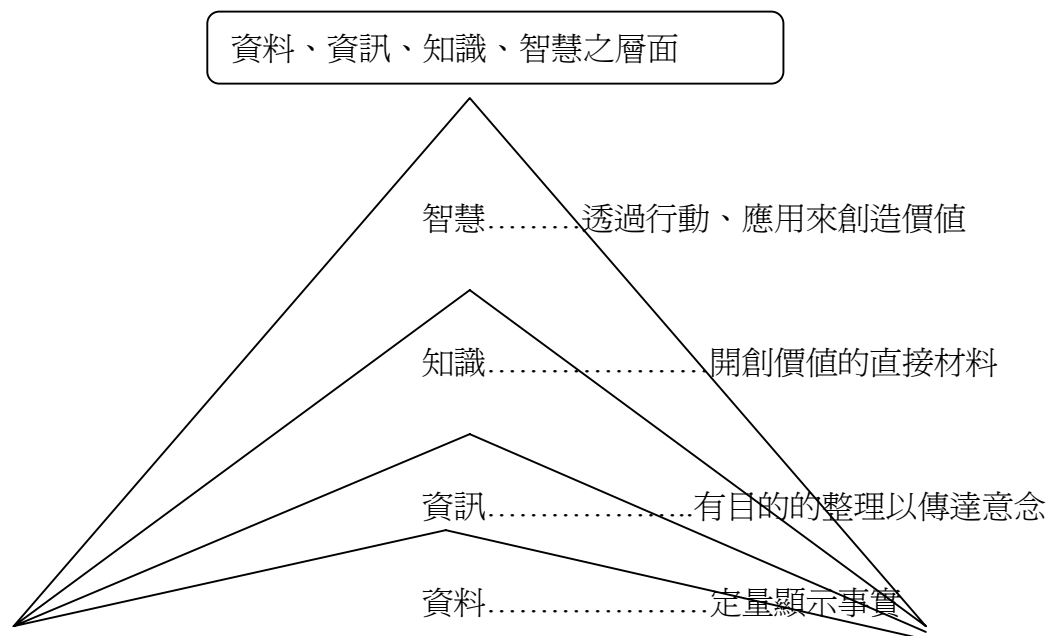 資料、資訊、知識、智慧之層面
智慧………透過行動、應用來創造價值
知識…………………開創價值的直接材料
資訊………………..有目的的整理以傳達意念
資料…………………定量顯示事實